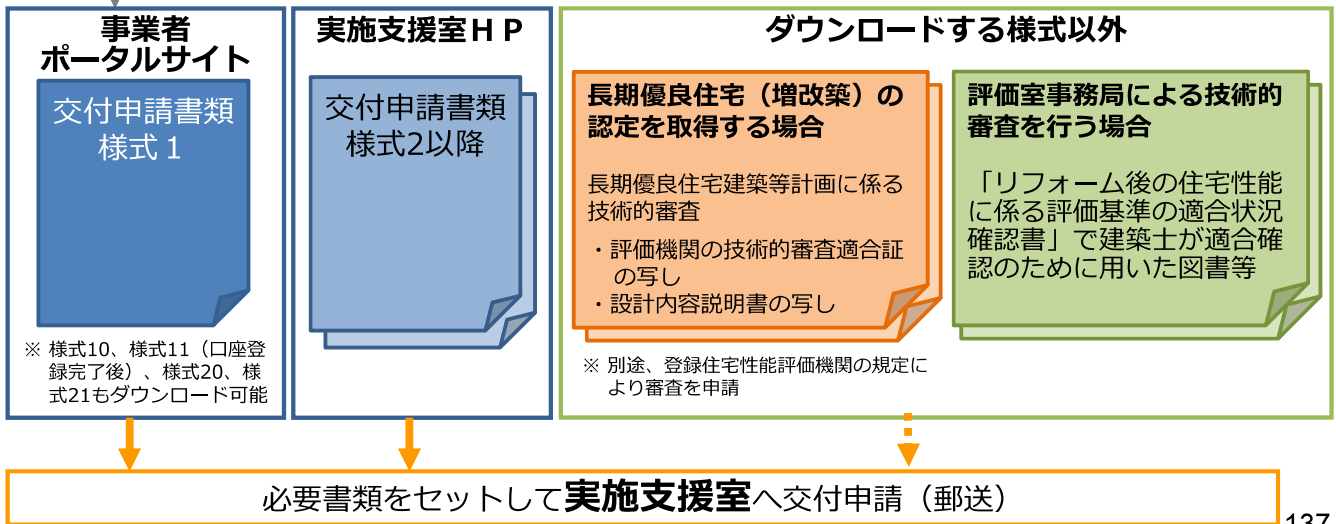 事業者
ポータルサイト
交付申請書類
様式１
※ 様式10、様式11（口座登
録完了後）、様式20、様
式21もダウンロード可能
実施支援室ＨＰ
交付申請書類
様式2以降
ダウンロードする様式以外
長期優良住宅（増改築）の
認定を取得する場合
長期優良住宅建築等計画に係る
技術的審査
・評価機関の技術的審査適合証
の写し
・設計内容説明書の写し
※ 別途、登録住宅性能評価機関の規定に
より審査を申請
評価室事務局による技術的
審査を行う場合
「リフォーム後の住宅性能
に係る評価基準の適合状況
確認書」で建築士が適合確
認のために用いた図書等
必要書類をセットして実施支援室へ交付申請（郵送）
137